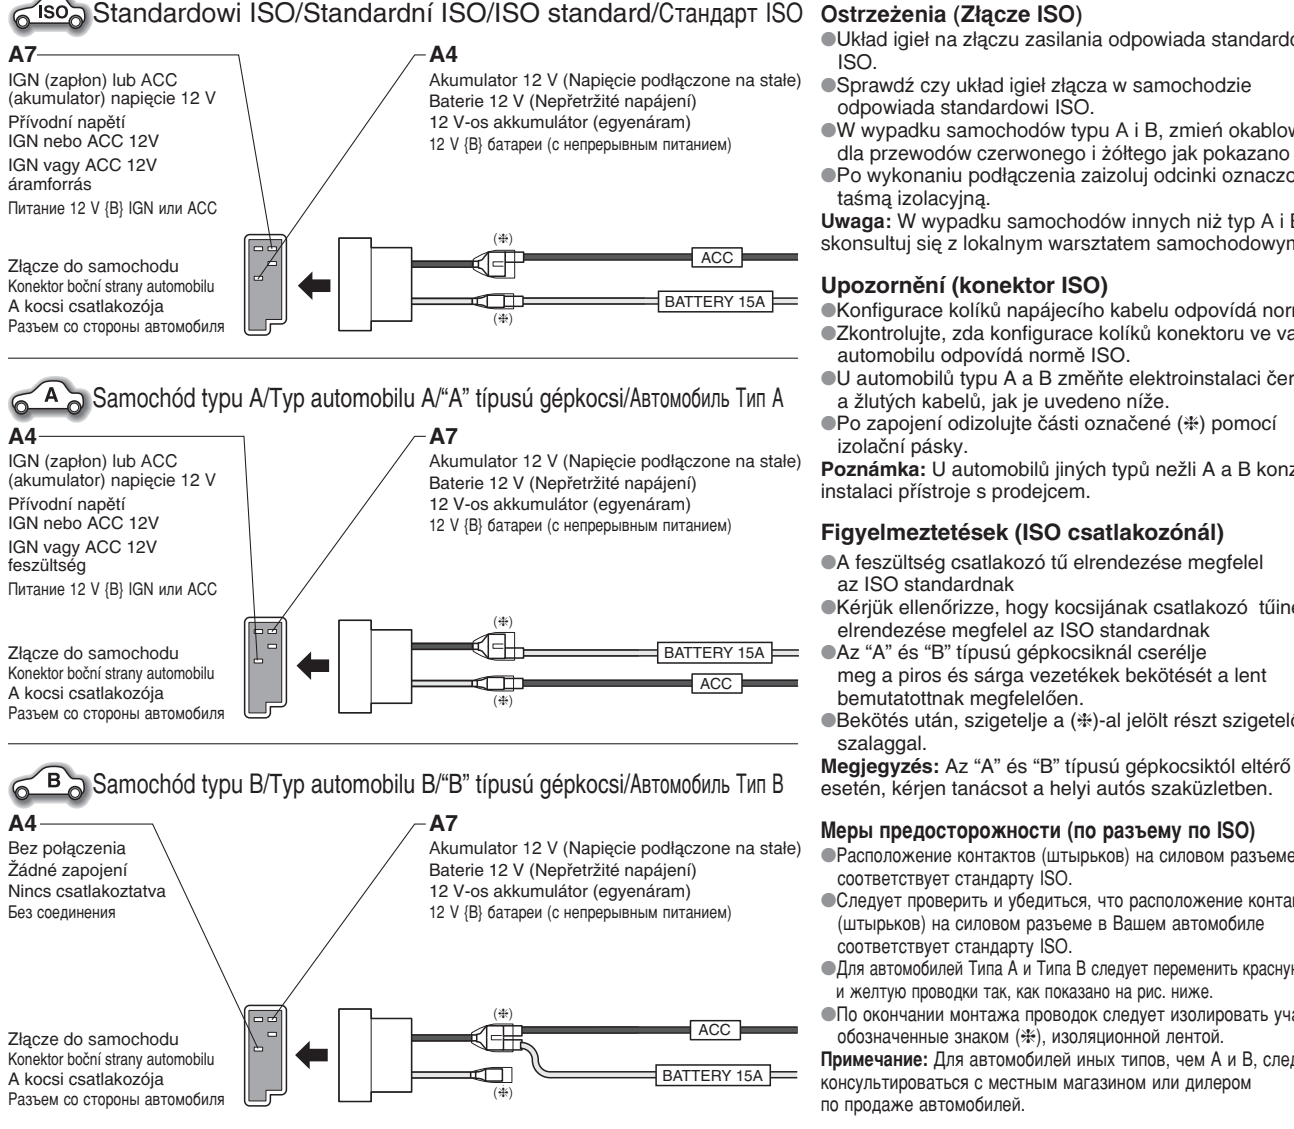 ISO Standardowi ISO/Standardní ISO/ISO standard/Стандарт ISO
A7
IGN (zapłon) lub ACC
(akumulator) napięcie 12 V
Přívodní napětí
IGN nebo ACC 12V
IGN vagy ACC 12V
áramforrás
Питание 12 V {B} IGN или ACC
A4
Akumulator 12 V (Napięcie podłączone na stałe)
Baterie 12 V (Nepřetržité napájení)
12 V-os akkumulátor (egyenáram)
12 V {B} батареи (с непрерывным питанием)
Złącze do samochodu
Konektor boční strany automobilu
A kocsi csatlakozója
Разъем со стороны автомобиля
(❉)
ACC
BATTERY 15A
(❉)
A Samochód typu A/Typ automobilu A/“A” típusú gépkocsi/Автомобиль Тип А
A4
IGN (zapłon) lub ACC
(akumulator) napięcie 12 V
Přívodní napětí
IGN nebo ACC 12V
IGN vagy ACC 12V
feszültség
Питание 12 V {B} IGN или ACC
A7
Akumulator 12 V (Napięcie podłączone na stałe)
Baterie 12 V (Nepřetržité napájení)
12 V-os akkumulátor (egyenáram)
12 V {B} батареи (с непрерывным питанием)
Złącze do samochodu
Konektor boční strany automobilu
A kocsi csatlakozója
Разъем со стороны автомобиля
(❉)
BATTERY 15A
ACC
(❉)
B Samochód typu B/Typ automobilu B/“B” típusú gépkocsi/Автомобиль Тип В
A4
Bez połączenia
Žádné zapojení
Nincs csatlakoztatva
Без соединения
A7
Akumulator 12 V (Napięcie podłączone na stałe)
Baterie 12 V (Nepřetržité napájení)
12 V-os akkumulátor (egyenáram)
12 V {B} батареи (с непрерывным питанием)
Złącze do samochodu
Konektor boční strany automobilu
A kocsi csatlakozója
Разъем со стороны автомобиля
(❉)
ACC
BATTERY 15A
(❉)
Ostrzeżenia (Złącze ISO)
●Układ igieł na złączu zasilania odpowiada
ISO.
●Sprawdź czy układ igieł złącza w samochodzie
odpowiada standardowi ISO.
●W wypadku samochodów typu A i B, zmień
dla przewodów czerwonego i żółtego jak pokazano
●Po wykonaniu podłączenia zaizoluj odcinki
taśmą izolacyjną.
Uwaga: W wypadku samochodów innych niż typ A i
skonsultuj się z lokalnym warsztatem
Upozornění (konektor ISO)
●Konfigurace kolíků napájecího kabelu odpovídá
●Zkontrolujte, zda konfigurace kolíků konektoru ve
automobilu odpovídá normě ISO.
●U automobilů typu A a B změňte elektroinstalaci
a žlutých kabelů, jak je uvedeno níže.
●Po zapojení odizolujte části označené (❉) pomocí
izolační pásky.
Poznámka: U automobilů jiných typů nežli A a B
instalaci přístroje s prodejcem.
Figyelmeztetések (ISO csatlakozónál)
●A feszültség csatlakozó tű elrendezése megfelel
az ISO standardnak
●Kérjük ellenőrizze, hogy kocsijának csatlakozó
elrendezése megfelel az ISO standardnak
●Az “A” és “B” típusú gépkocsiknál cserélje
meg a piros és sárga vezetékek bekötését a lent
bemutatottnak megfelelően.
●Bekötés után, szigetelje a (❉)-al jelölt részt
szalaggal.
Megjegyzés: Az “A” és “B” típusú gépkocsiktól eltérő
esetén, kérjen tanácsot a helyi autós szaküzletben.
Меры предосторожности (по разъему по ISO)
●Расположение контактов (штырьков) на силовом разъеме
соответствует стандарту ISO.
●Следует проверить и убедиться, что расположение
(штырьков) на силовом разъеме в Вашем автомобиле
соответствует стандарту ISO.
●Для автомобилей Типа А и Типа В следует переменить
и желтую проводки так, как показано на рис. ниже.
●По окончании монтажа проводок следует изолировать
обозначенные знаком (❉), изоляционной лентой.
Примечание: Для автомобилей иных типов, чем А и В,
консультироваться с местным магазином или дилером
по продаже автомобилей.